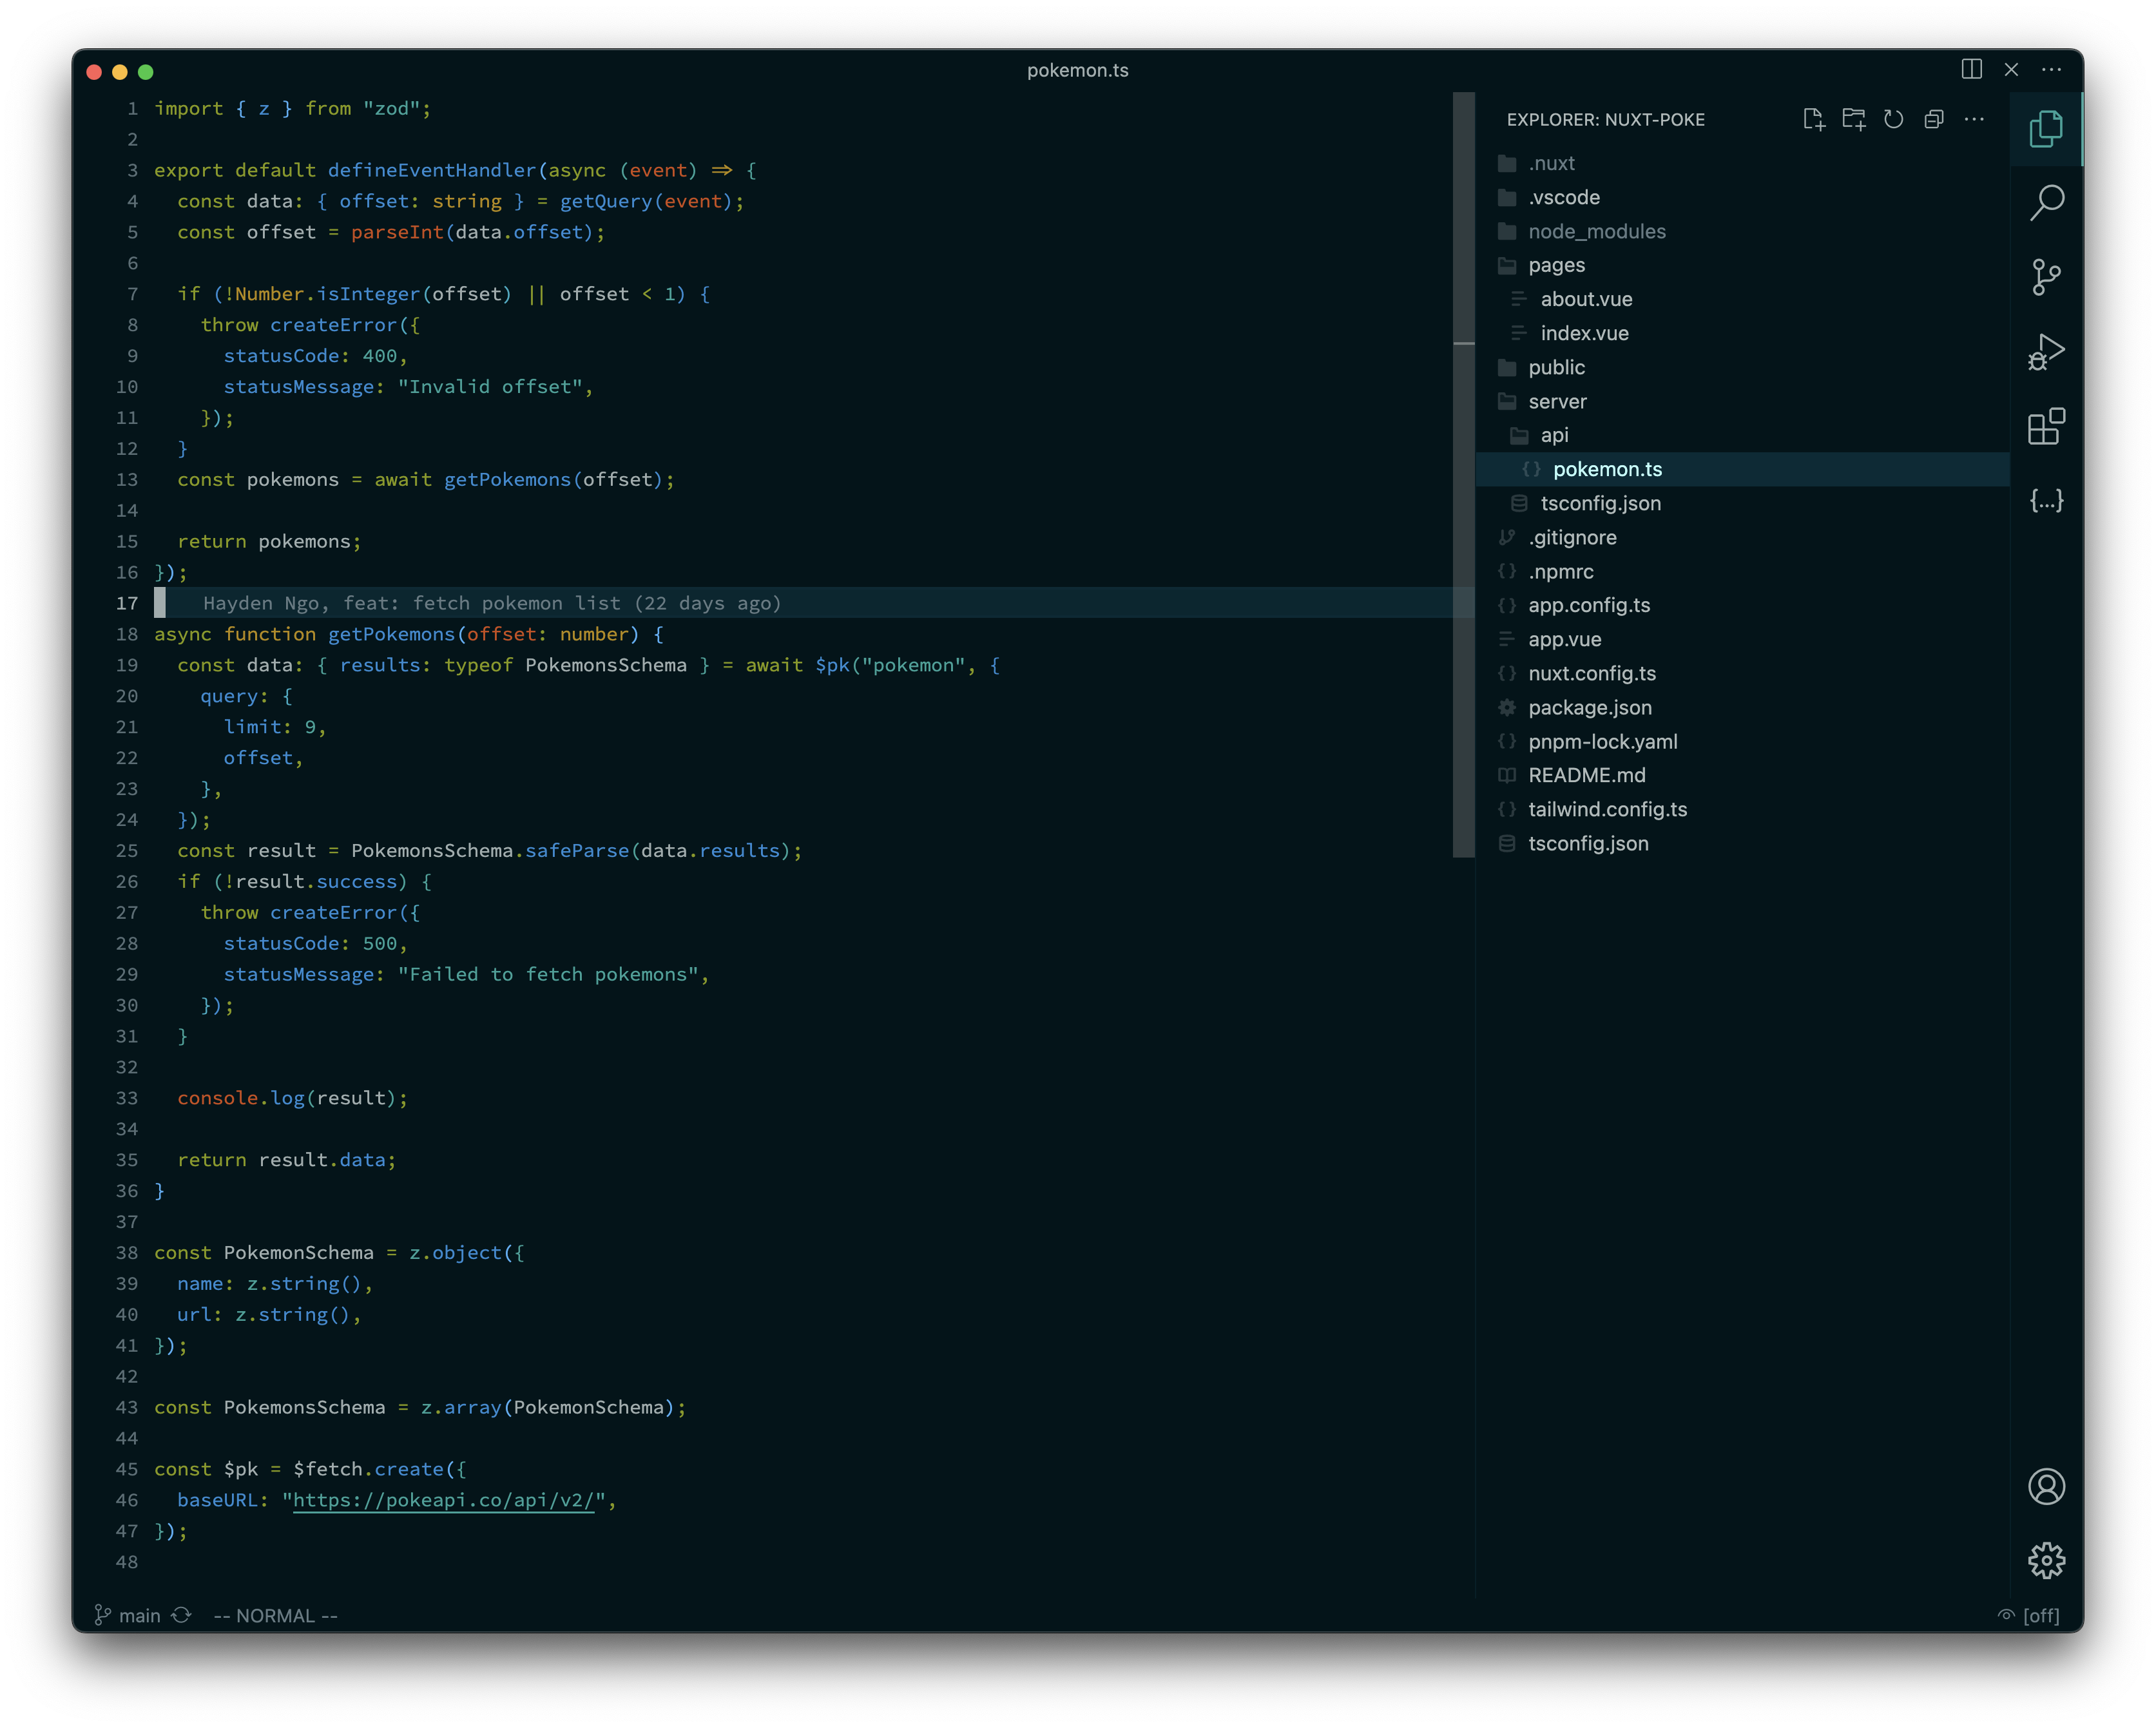 pokemon.ts
1 import { z } from "zod";
2
3 export default defineEventHandler(async (event) => {
4   const data: { offset: string } = getQuery(event);
5   const offset = parseInt(data.offset);
6
7   if (!Number.isInteger(offset) || offset < 1) {
8     throw createError({
9       statusCode: 400,
10       statusMessage: "Invalid offset",
11     });
12   }
13   const pokemons = await getPokemons(offset);
14
15   return pokemons;
16 });
17     Hayden Ngo, feat: fetch pokemon list (22 days ago)
18 async function getPokemons(offset: number) {
19   const data: { results: typeof PokemonsSchema } = await $pk("pokemon", {
20     query: {
21       limit: 9,
22       offset,
23     },
24   });
25   const result = PokemonsSchema.safeParse(data.results);
26   if (!result.success) {
27     throw createError({
28       statusCode: 500,
29       statusMessage: "Failed to fetch pokemons",
30     });
31   }
32
33   console.log(result);
34
35   return result.data;
36 }
37
38 const PokemonSchema = z.object({
39   name: z.string(),
40   url: z.string(),
41 });
42
43 const PokemonsSchema = z.array(PokemonSchema);
44
45 const $pk = $fetch.create({
46   baseURL: "https://pokeapi.co/api/v2/",
47 });
48
EXPLORER: NUXT-POKE
.nuxt
.vscode
node_modules
pages
about.vue
index.vue
public
server
api
pokemon.ts
tsconfig.json
.gitignore
.npmrc
app.config.ts
app.vue
nuxt.config.ts
package.json
pnpm-lock.yaml
README.md
tailwind.config.ts
tsconfig.json
main -- NORMAL --
[off]